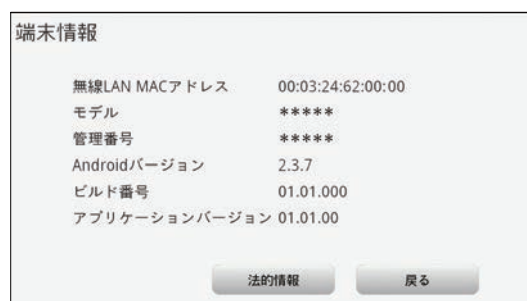 端末情報
無線LAN MACアドレス 00:03:24:62:00:00
モデル *****
管理番号 *****
Androidバージョン 2.3.7
ビルド番号 01.01.000
アプリケーションバージョン 01.01.00
法的情報 戻る